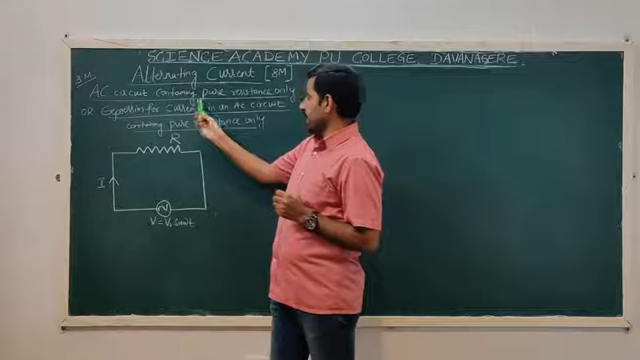 SCIENCE ACADEMY PU COLLEGE, DAVANAGERE.
3M
Alternating Current [8M]
AC circuit containing pure resistance only
OR Expression for Current in an AC circuit
containing pure only
R
I
V = V₀ sinωt